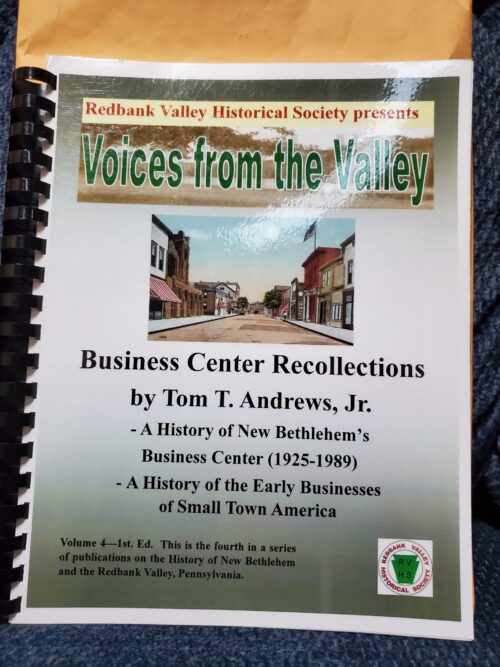 Redbank Valley Historical Society presents
Voices from the Valley
Business Center Recollections
by Tom T. Andrews, Jr.
- A History of New Bethlehem's
Business Center (1925-1989)
- A History of the Early Businesses
of Small Town America
Volume 4—1st. Ed.  This is the fourth in a series
of publications on the History of New Bethlehem
and the Redbank Valley, Pennsylvania.
REDBANK VALLEY
HISTORICAL SOCIETY
R V
H S